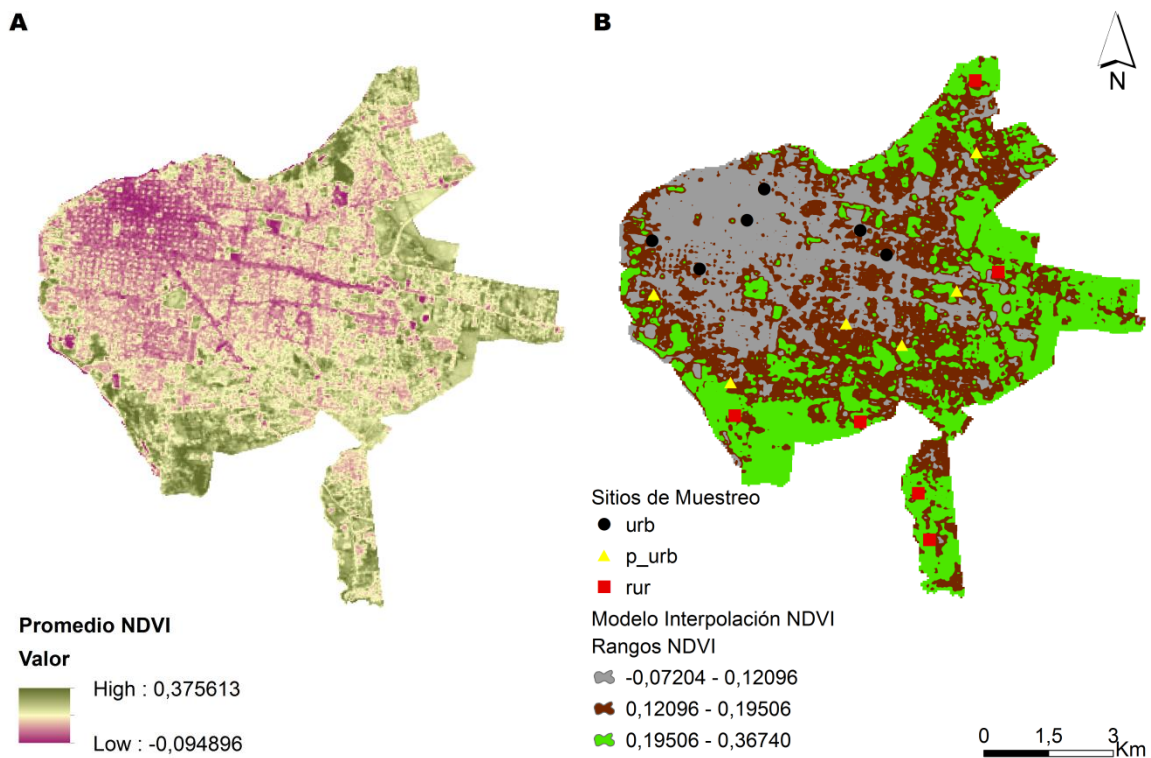 A
B
N
Sitios de Muestreo
urb
p_urb
rur
Modelo Interpolación NDVI
Rangos NDVI
-0,07204 - 0,12096
0,12096 - 0,19506
0,19506 - 0,36740
Promedio NDVI
Valor
High : 0,375613
Low : -0,094896
0 1,5 3
Km